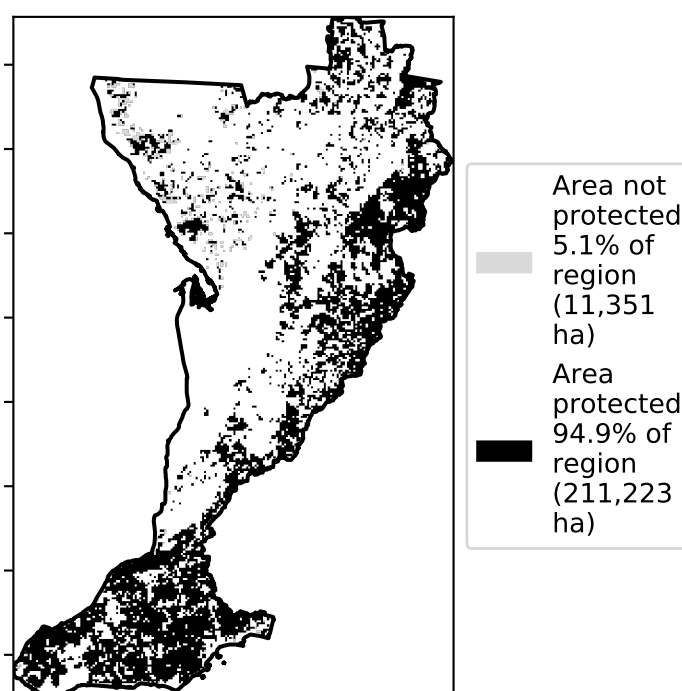 Area not
protected
5.1% of
region
(11,351
ha)
Area
protected
94.9% of
region
(211,223
ha)